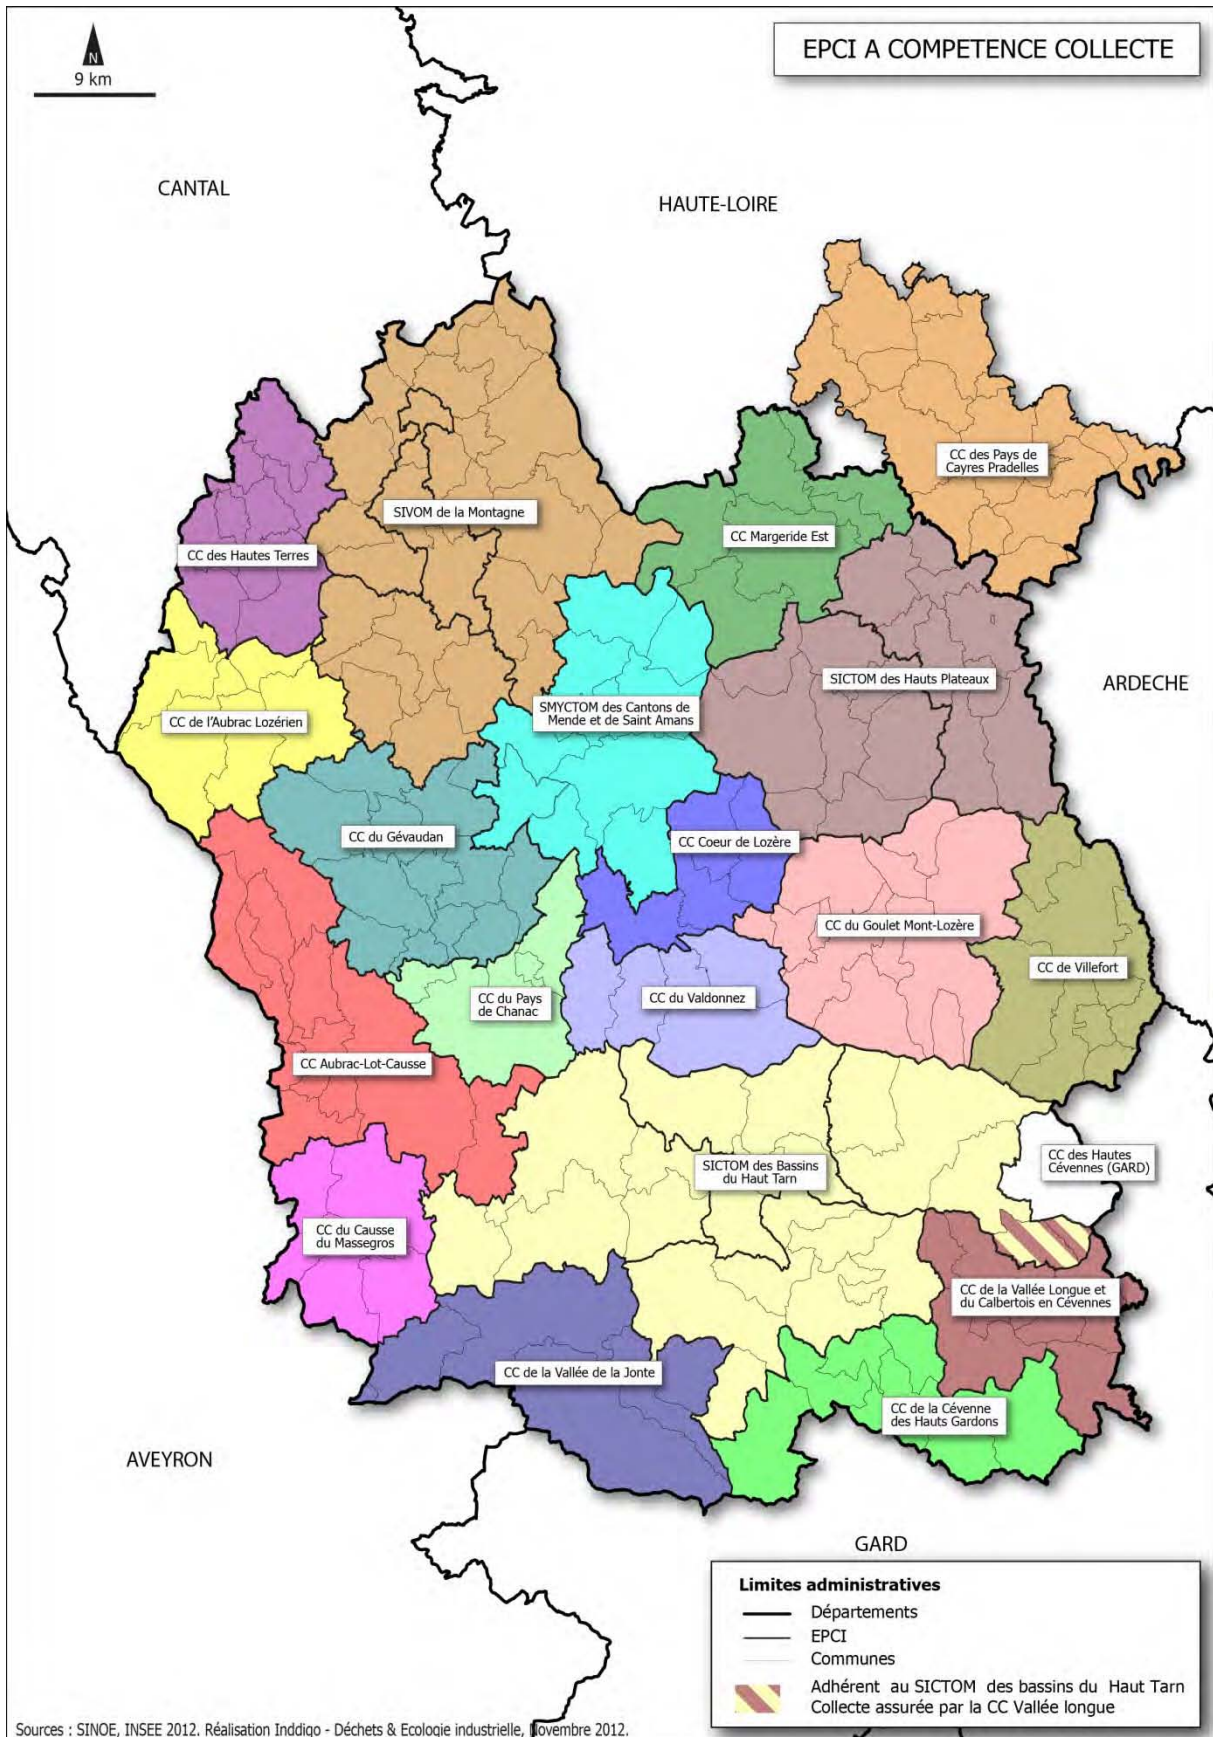 EPCI A COMPETENCE COLLECTE
N
9 km
CANTAL
HAUTE-LOIRE
CC des Pays de
Cayres Pradelles
SIVOM de la Montagne
CC Margeride Est
CC des Hautes Terres
SICTOM des Hauts Plateaux
ARDECHE
SMYCTOM des Cantons de
Mende et de Saint Amans
CC de l'Aubrac Lozérien
CC du Gévaudan
CC Coeur de Lozère
CC du Goulet Mont-Lozère
CC de Villefort
CC du Pays
de Chanac
CC du Valdonnez
CC Aubrac-Lot-Causse
SICTOM des Bassins
du Haut Tarn
CC des Hautes
Cévennes (GARD)
CC du Causse
du Massegros
CC de la Vallée Longue et
du Calbertois en Cévennes
CC de la Vallée de la Jonte
CC de la Cévenne
des Hauts Gardons
AVEYRON
GARD
Limites administratives
Départements
EPCI
Communes
Adhérent au SICTOM des bassins du Haut Tarn
Collecte assurée par la CC Vallée longue
Sources : SINOE, INSEE 2012. Réalisation Inddigo - Déchets & Ecologie industrielle, Novembre 2012.